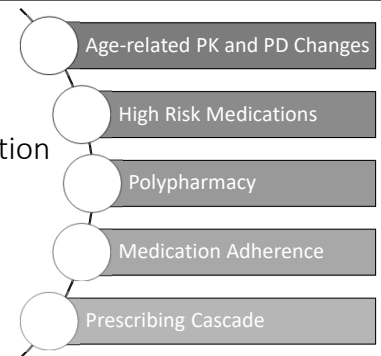 Age-related PK and PD Changes
High Risk Medications
tion
Polypharmacy
Medication Adherence
Prescribing Cascade